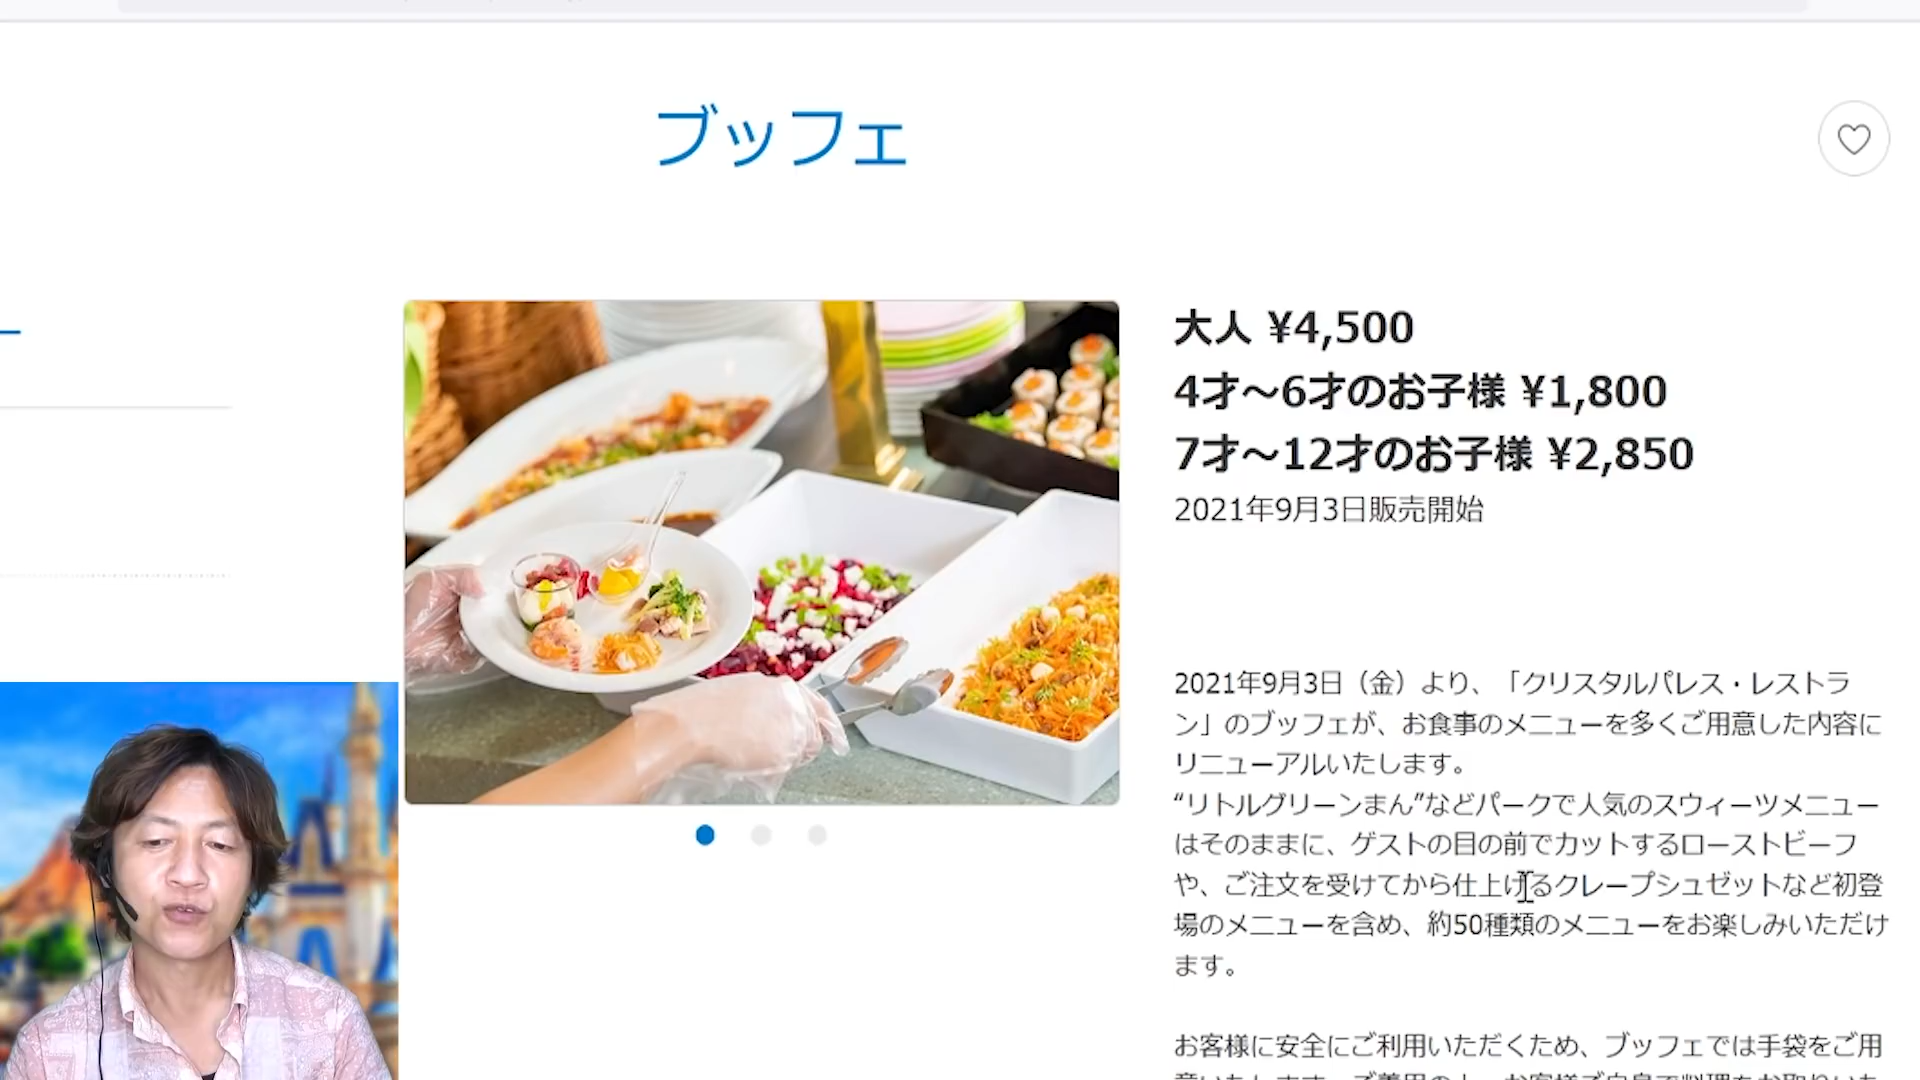 ブッフェ
大人 ¥4,500
4才～6才のお子様 ¥1,800
7才～12才のお子様 ¥2,850
2021年9月3日販売開始
2021年9月3日（金）より、「クリスタルパレス・レストラ
ン」のブッフェが、お食事のメニューを多くご用意した内容に
リニューアルいたします。
“リトルグリーンまん”などパークで人気のスウィーツメニュー
はそのままに、ゲストの目の前でカットするローストビーフ
や、ご注文を受けてから仕上げるクレープシュゼットなど初登
場のメニューを含め、約50種類のメニューをお楽しみいただけ
ます。
お客様に安全にご利用いただくため、ブッフェでは手袋をご用